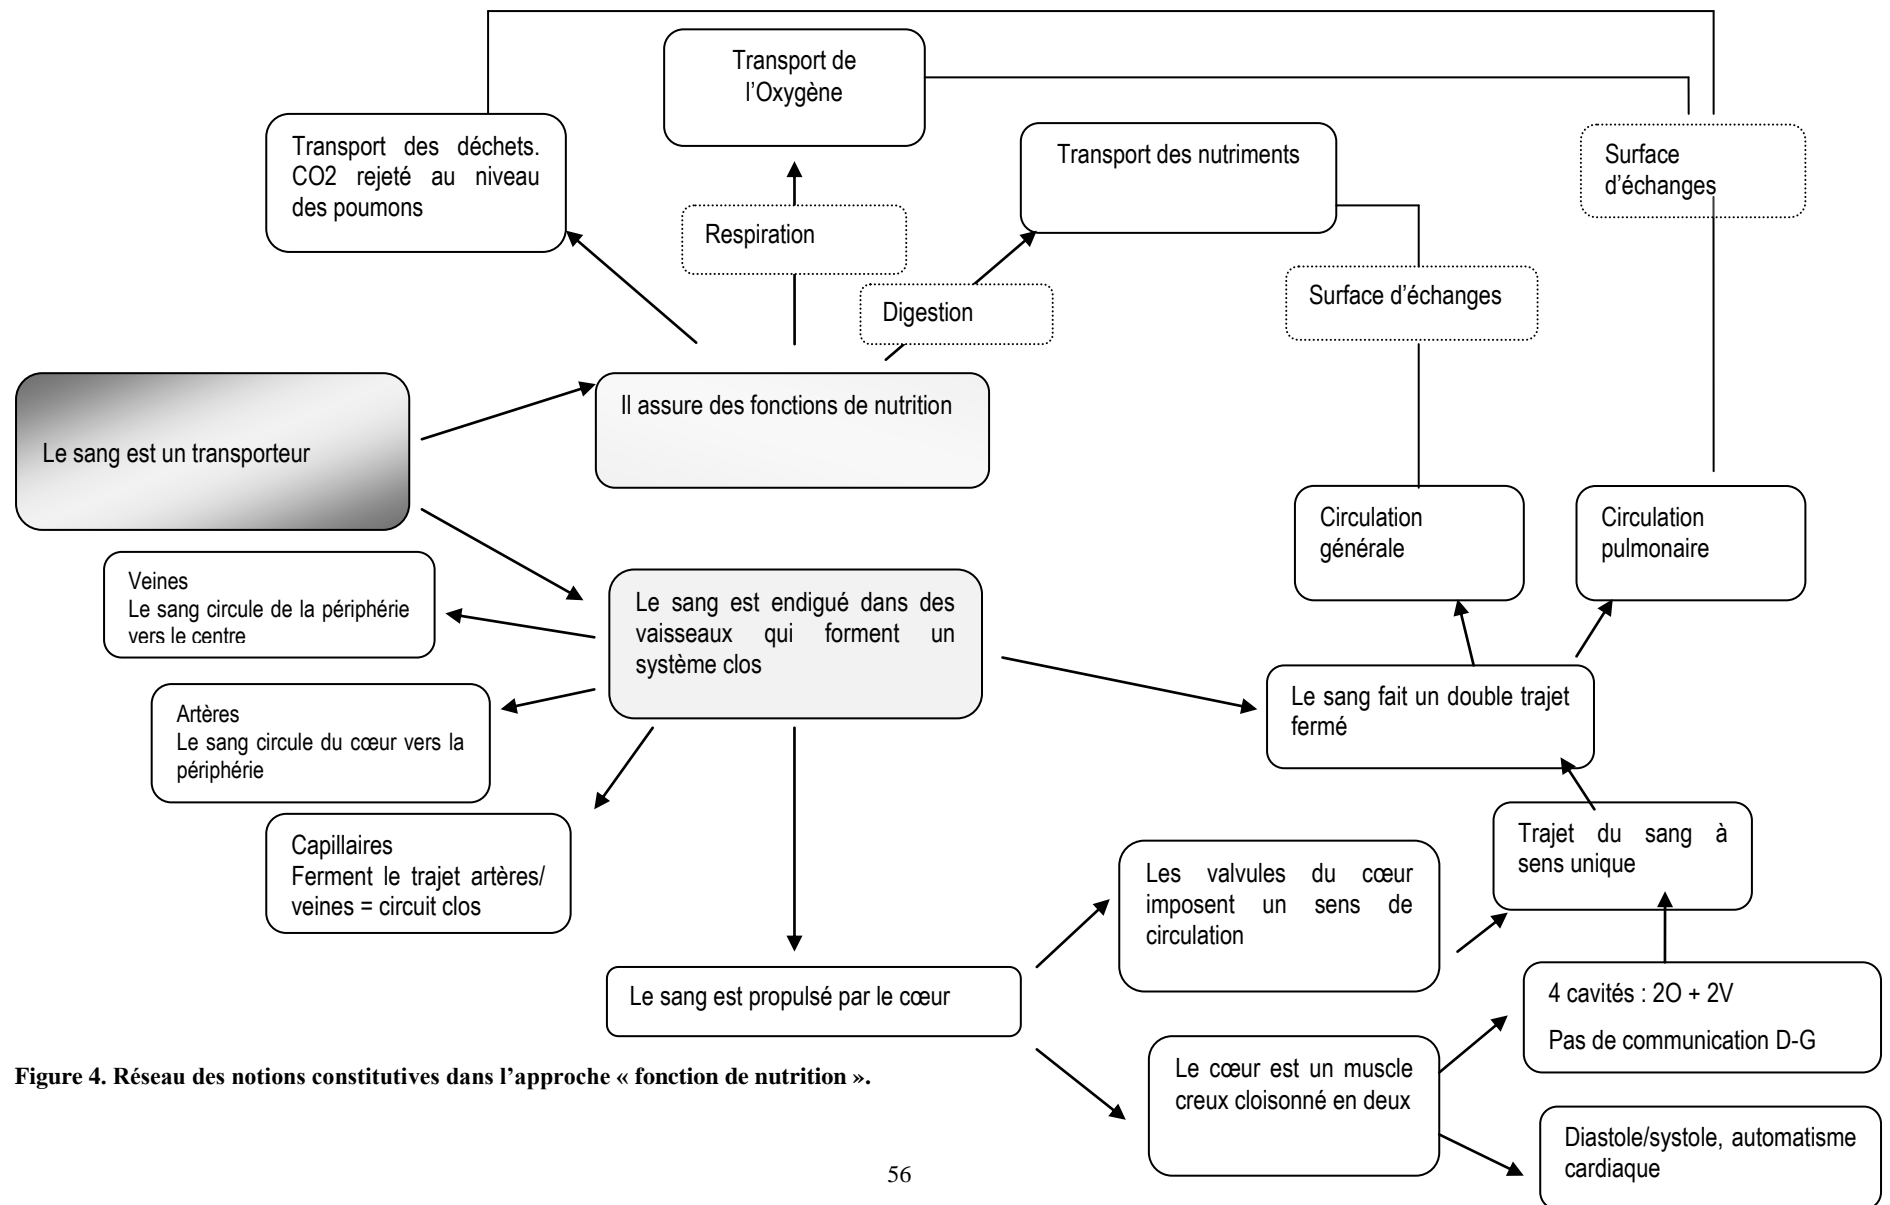 Transport de
l'Oxygène
Transport des déchets.
CO2 rejeté au niveau
des poumons
Transport des nutriments
Surface
d'échanges
Respiration
Digestion
Surface d'échanges
Le sang est un transporteur
Il assure des fonctions de nutrition
Circulation
générale
Circulation
pulmonaire
Veines
Le sang circule de la périphérie
vers le centre
Le sang est endigué dans des
vaisseaux qui forment un
système clos
Le sang fait un double trajet
fermé
Artères
Le sang circule du cœur vers la
périphérie
Capillaires
Ferment le trajet artères/
veines = circuit clos
Trajet du sang à
sens unique
Les valvules du cœur
imposent un sens de
circulation
Le sang est propulsé par le cœur
4 cavités : 2O + 2V
Pas de communication D-G
Le cœur est un muscle
creux cloisonné en deux
Diastole/systole, automatisme
cardiaque
Figure 4. Réseau des notions constitutives dans l'approche « fonction de nutrition ».
56